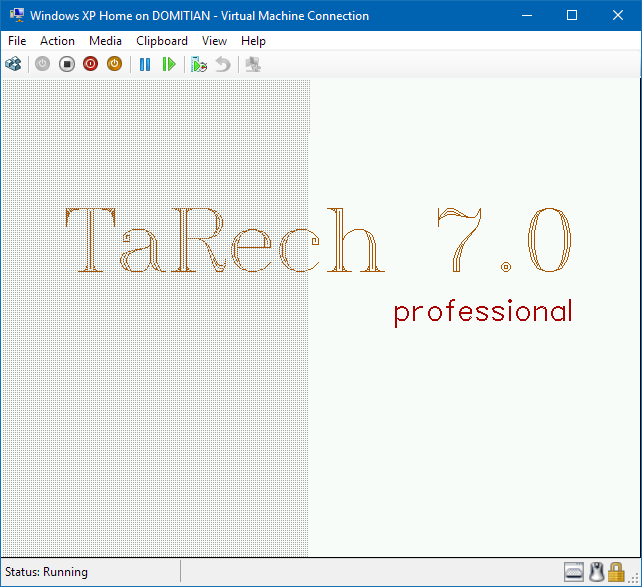 Windows XP Home on DOMITIAN - Virtual Machine Connection
File Action Media Clipboard View Help
TaRech 7.0
professional
Status: Running